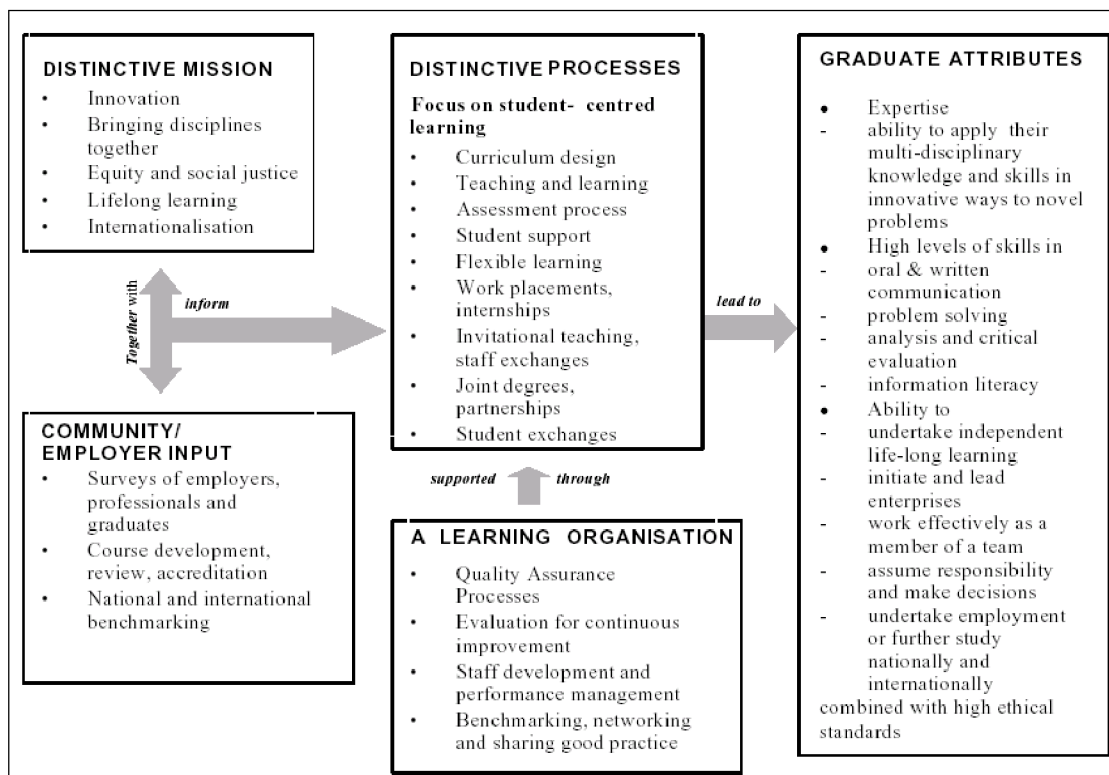 DISTINCTIVE MISSION
• Innovation
• Bringing disciplines
together
• Equity and social justice
• Lifelong learning
• Internationalisation
Together with
inform
COMMUNITY/
EMPLOYER INPUT
• Surveys of employers,
professionals and
graduates
• Course development,
review, accreditation
• National and international
benchmarking
DISTINCTIVE PROCESSES
Focus on student- centred
learning
• Curriculum design
• Teaching and learning
• Assessment process
• Student support
• Flexible learning
• Work placements,
internships
• Invitational teaching,
staff exchanges
• Joint degrees,
partnerships
• Student exchanges
supported through
A LEARNING ORGANISATION
• Quality Assurance
Processes
• Evaluation for continuous
improvement
• Staff development and
performance management
• Benchmarking, networking
and sharing good practice
lead to
GRADUATE ATTRIBUTES
• Expertise
- ability to apply their
multi-disciplinary
knowledge and skills in
innovative ways to novel
problems
• High levels of skills in
- oral & written
communication
- problem solving
- analysis and critical
evaluation
- information literacy
• Ability to
- undertake independent
life-long learning
- initiate and lead
enterprises
- work effectively as a
member of a team
- assume responsibility
and make decisions
- undertake employment
or further study
nationally and
internationally
combined with high ethical
standards